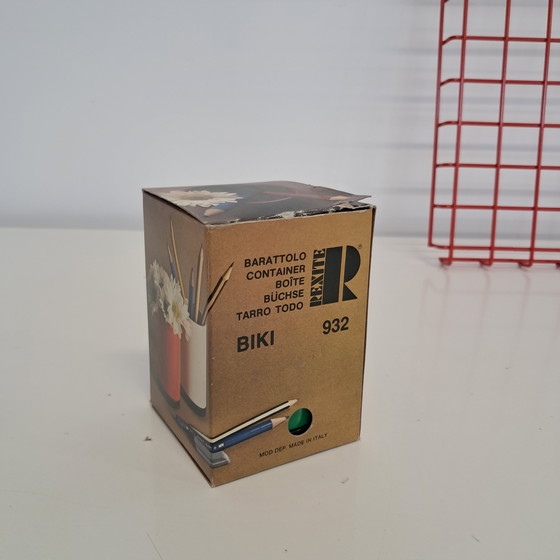 BARATTOLO
CONTAINER
BOÎTE
BÜCHSE
TARRO TODO
REXITE
R®
BIKI
932
MOD. DEP. MADE IN ITALY